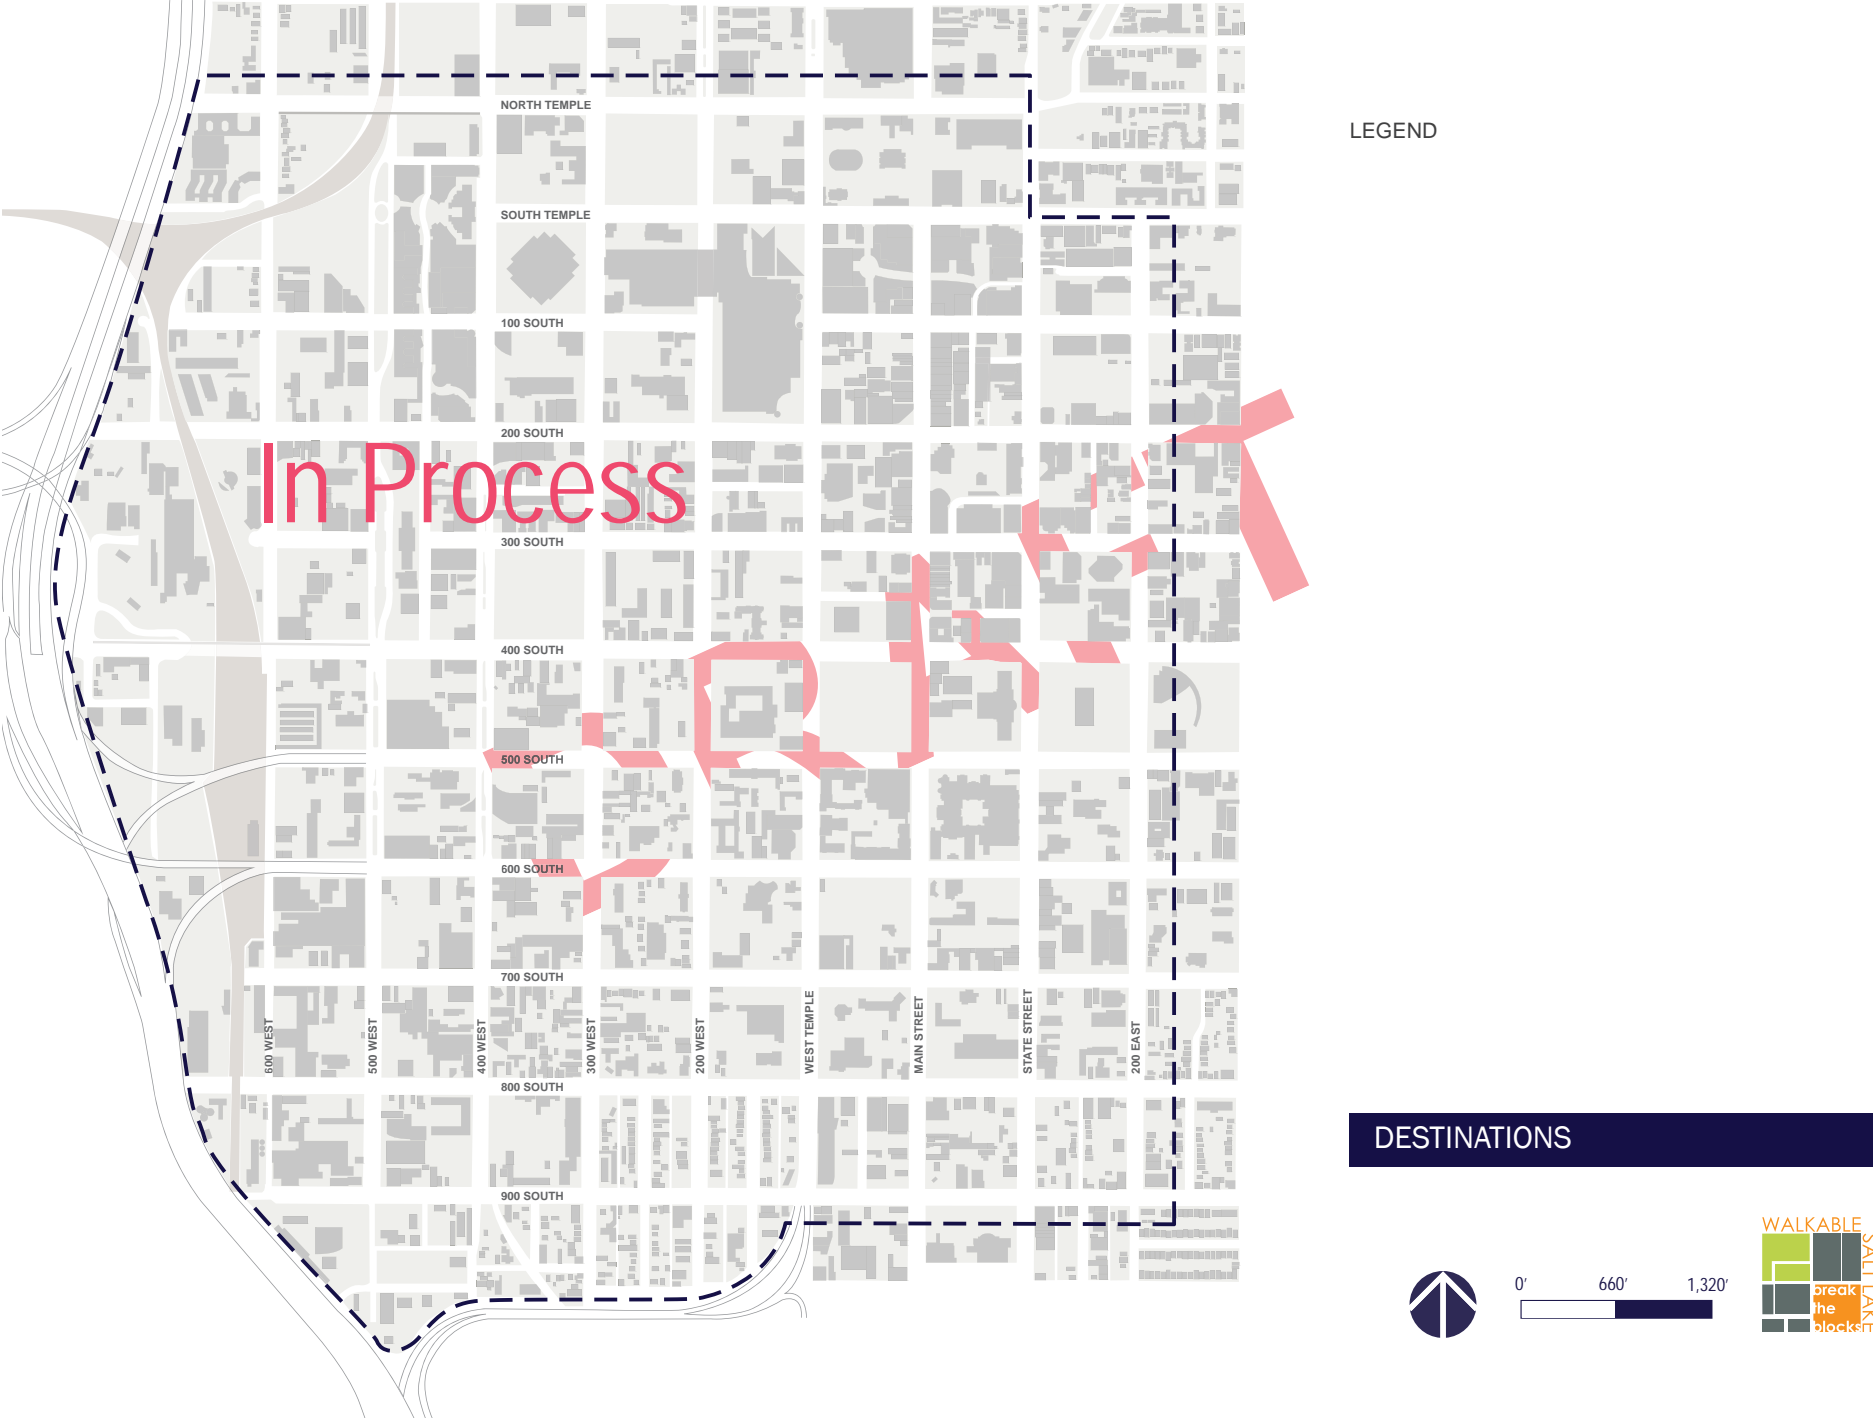 NORTH TEMPLE
LEGEND
SOUTH TEMPLE
100 SOUTH
200 SOUTH
In Process
300 SOUTH
DRAFT
400 SOUTH
500 SOUTH
600 SOUTH
700 SOUTH
600 WEST
500 WEST
400 WEST
300 WEST
200 WEST
WEST TEMPLE
MAIN STREET
STATE STREET
200 EAST
800 SOUTH
DESTINATIONS
900 SOUTH
WALKABLE
SALT LAKE
break
the
blocks
0' 660' 1,320'